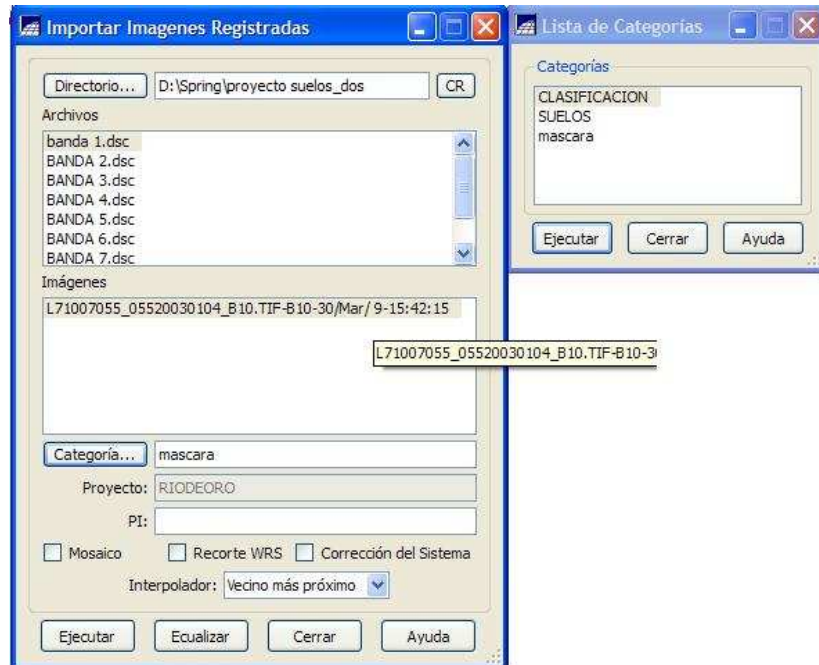 Importar Imagenes Registradas
Directorio... D:\Spring\proyecto suelos_dos CR
Archivos
banda 1.dsc
BANDA 2.dsc
BANDA 3.dsc
BANDA 4.dsc
BANDA 5.dsc
BANDA 6.dsc
BANDA 7.dsc
Imágenes
L71007055_05520030104_B10.TIF-B10-30/Mar/ 9-15:42:15
L71007055_05520030104_B10.TIF-B10-3
Categoría... mascara
Proyecto: RIODEORO
PI:
Mosaico Recorte WRS Corrección del Sistema
Interpolador: Vecino más próximo
Ejecutar Ecualizar Cerrar Ayuda
Lista de Categorías
Categorías
CLASIFICACION
SUELOS
mascara
Ejecutar Cerrar Ayuda